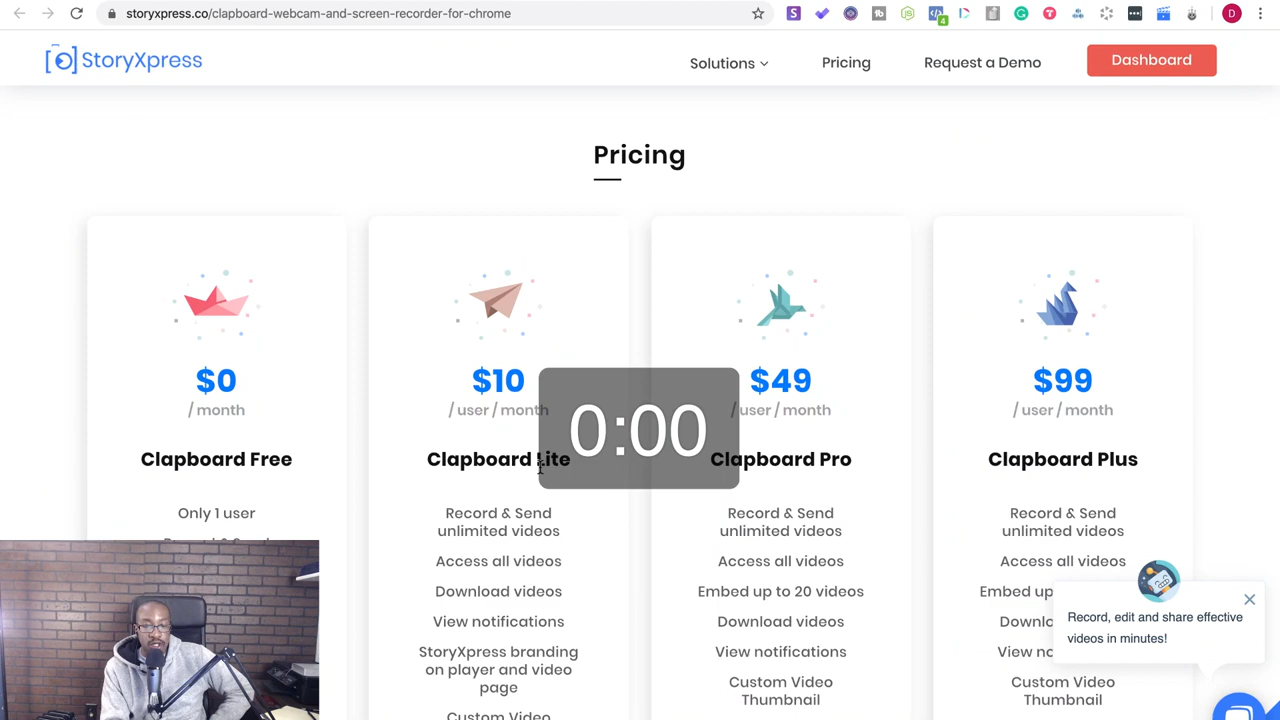 storyxpress.co/clapboard-webcam-and-screen-recorder-for-chrome
4
D
StoryXpress
Solutions
Pricing
Request a Demo
Dashboard
Pricing
$0
/ month
Clapboard Free
Only 1 user
$10
/ user / month
Clapboard Lite
Record & Send
unlimited videos
Access all videos
Download videos
View notifications
StoryXpress branding
on player and video
page
Custom Video
0:00
$49
/ user / month
Clapboard Pro
Record & Send
unlimited videos
Access all videos
Embed up to 20 videos
Download videos
View notifications
Custom Video
Thumbnail
$99
/ user / month
Clapboard Plus
Record & Send
unlimited videos
Access all videos
Embed up
Custom Video
Thumbnail
Record, edit and share effective
videos in minutes!